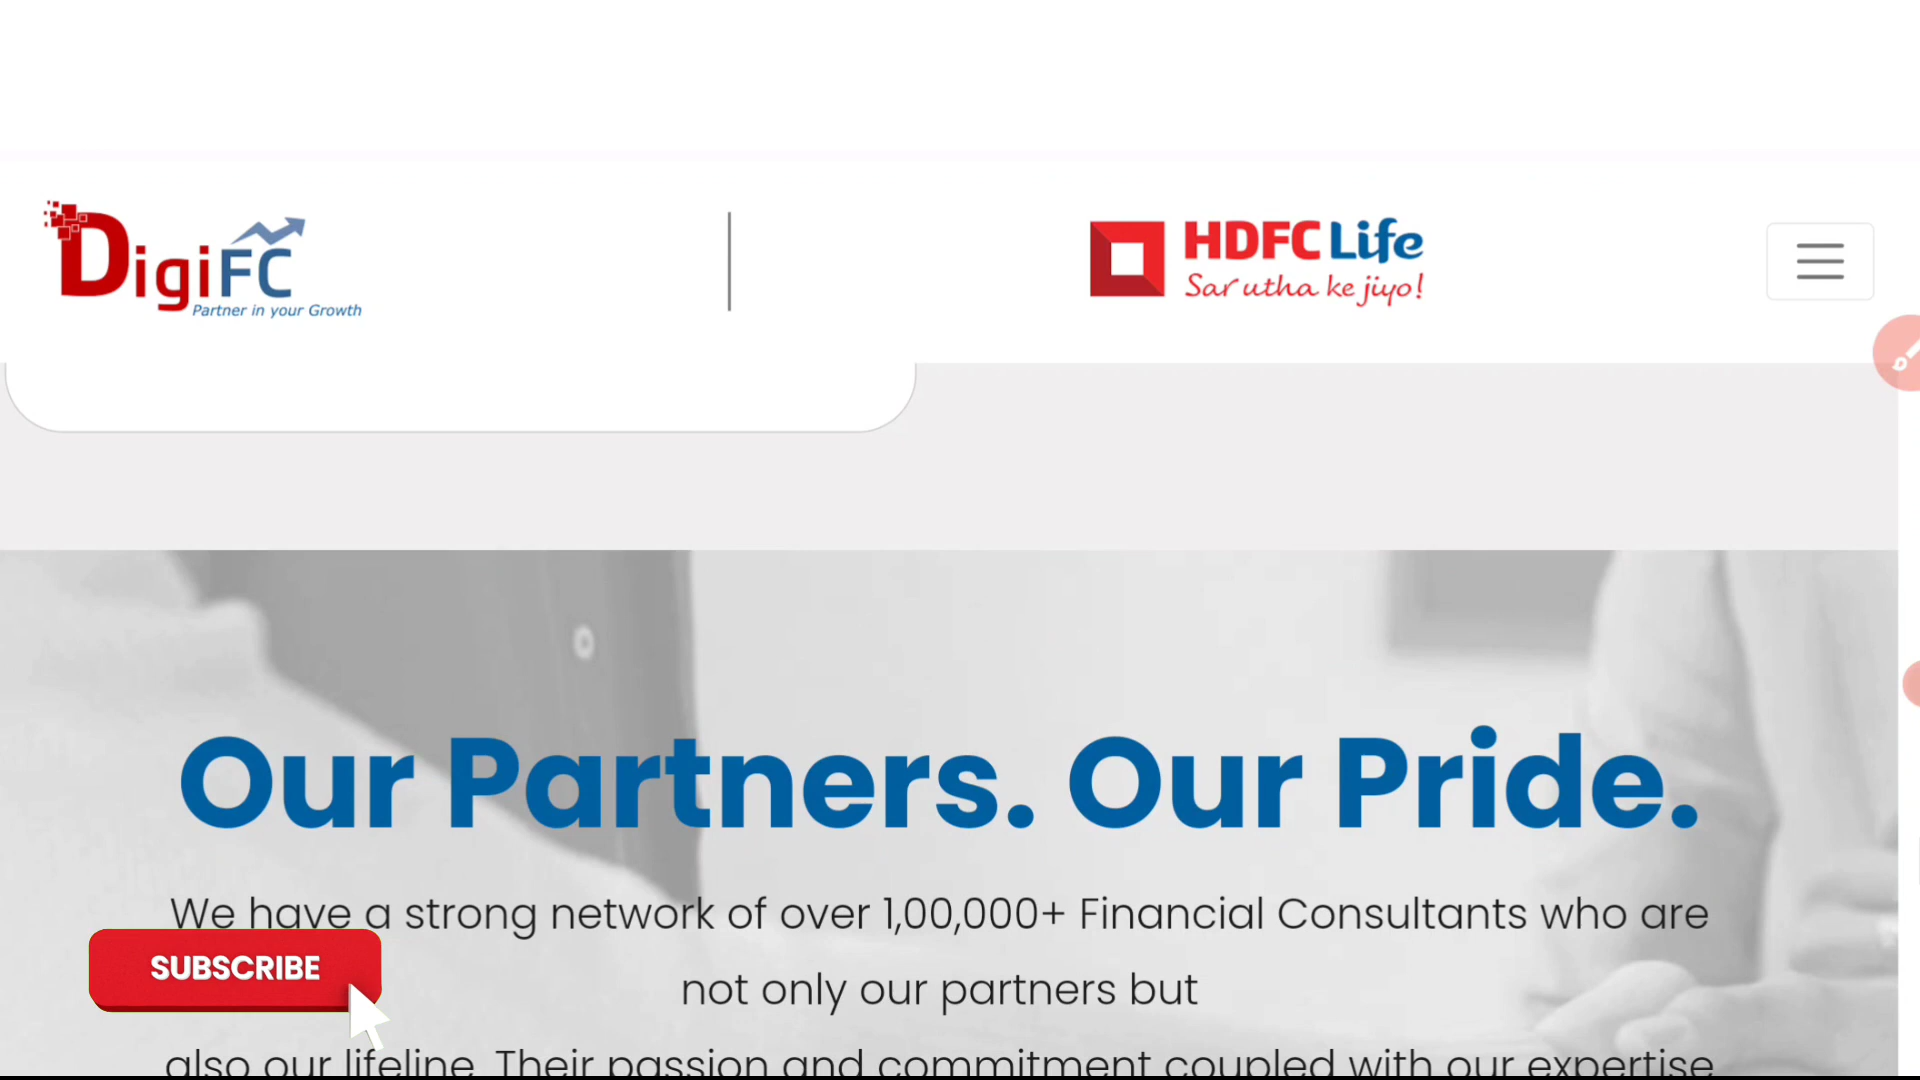 DigiFC
Partner in your Growth
HDFC Life
Sar utha ke jiyo!
Our Partners. Our Pride.
We have a strong network of over 1,00,000+ Financial Consultants who are
not only our partners but
also our lifeline. Their passion and commitment coupled with our expertise
SUBSCRIBE